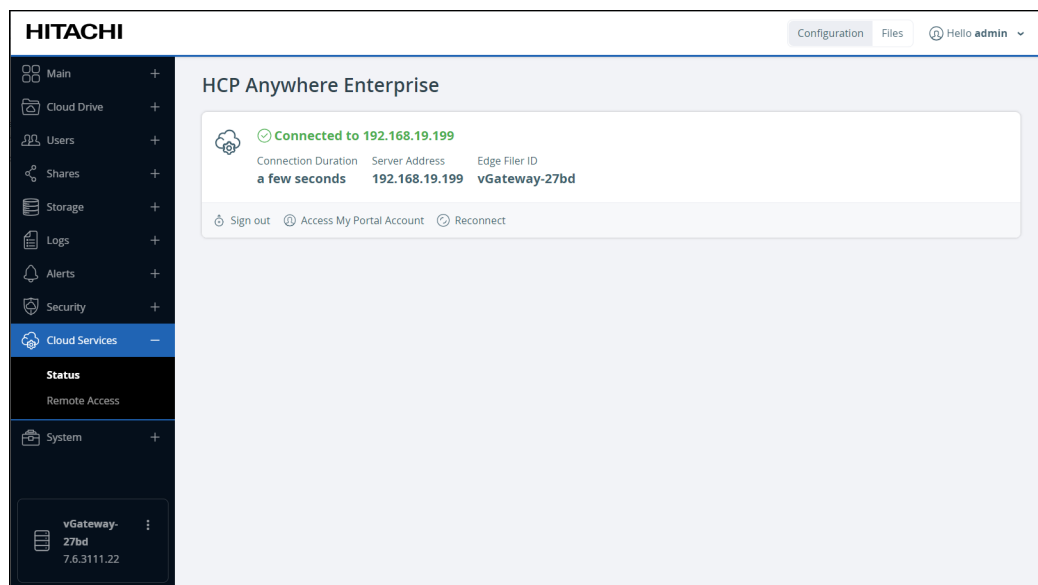 HITACHI
Configuration
Files
Hello admin
Main
Cloud Drive
Users
Shares
Storage
Logs
Alerts
Security
Cloud Services
Status
Remote Access
System
vGateway-
27bd
7.6.3111.22
HCP Anywhere Enterprise
Connected to 192.168.19.199
Connection Duration Server Address Edge Filer ID
a few seconds 192.168.19.199 vGateway-27bd
Sign out Access My Portal Account Reconnect